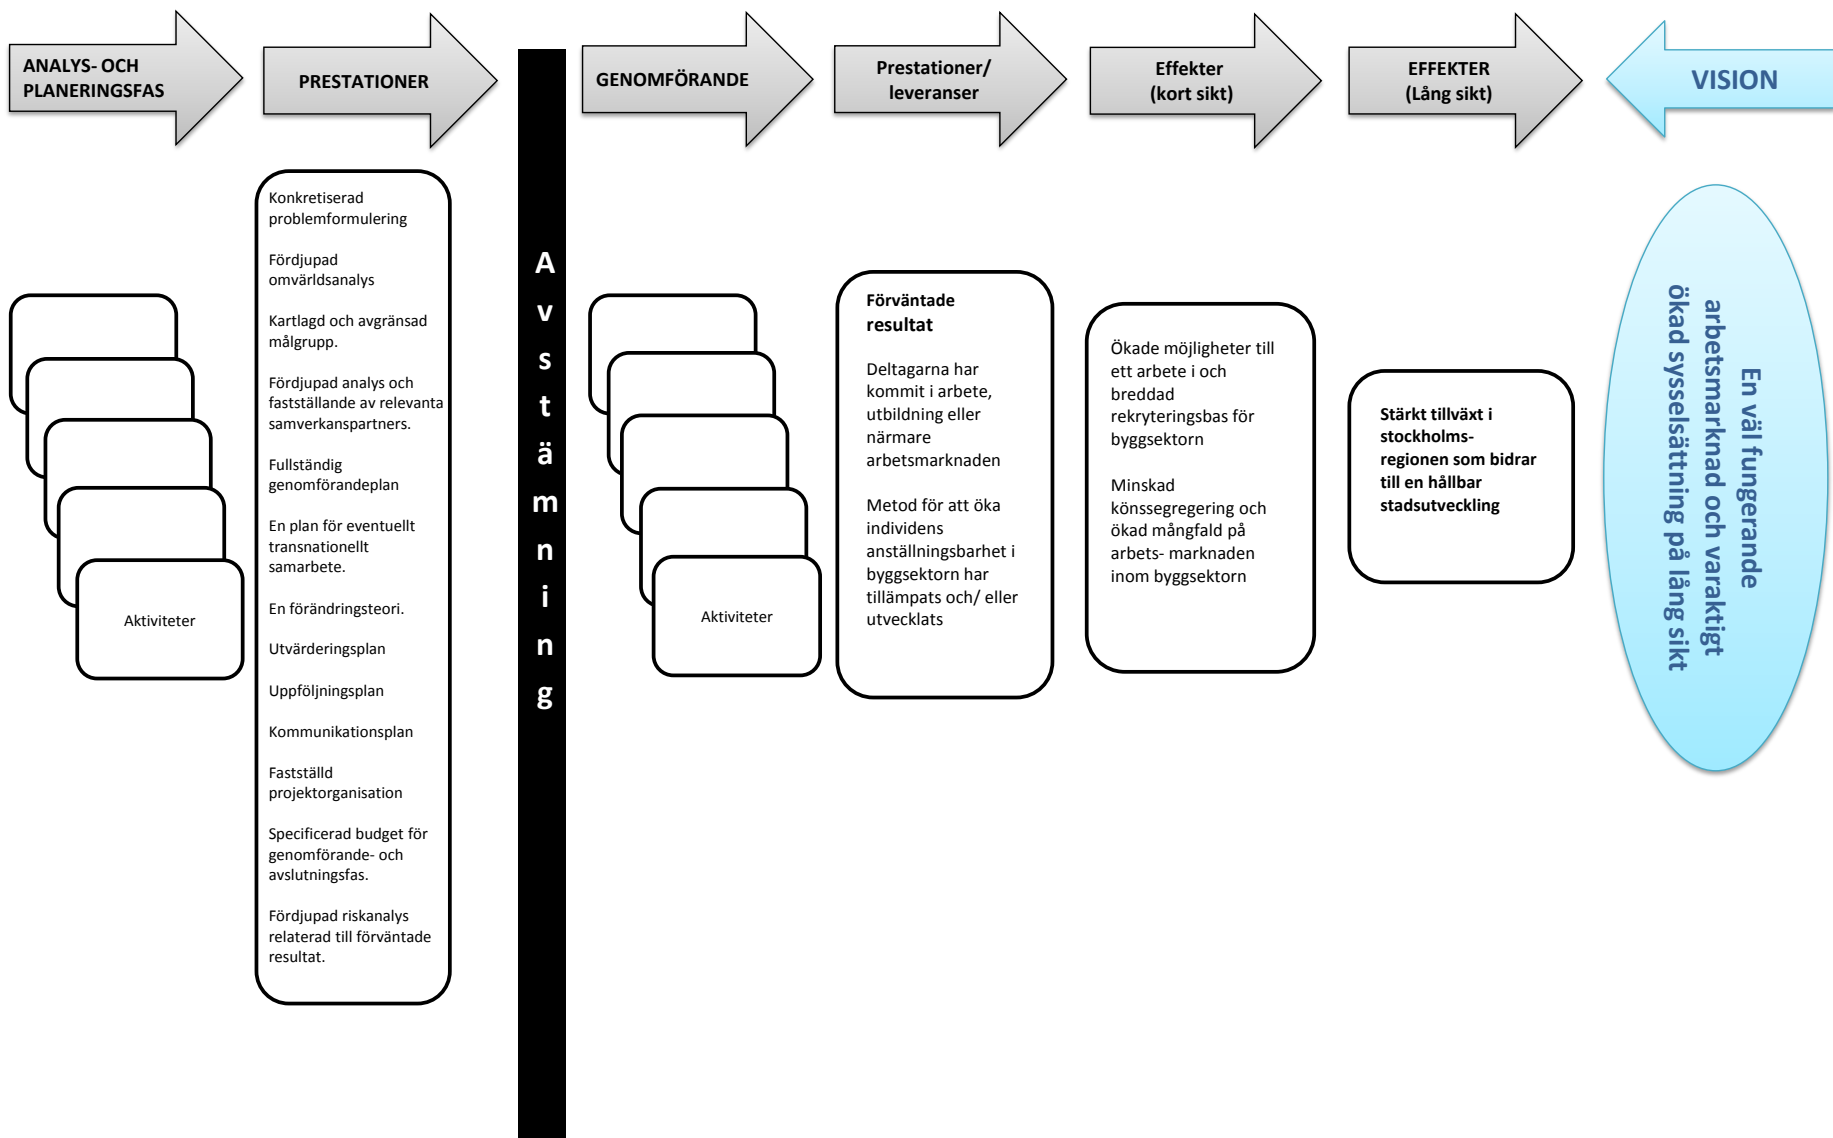 ANALYS- OCH
PLANERINGSFAS
PRESTATIONER
GENOMFÖRANDE
Prestationer/
leveranser
Effekter
(kort sikt)
EFFEKTER
(Lång sikt)
VISION
Aktiviteter
Konkretiserad
problemformulering
Fördjupad
omvärldsanalys
Kartlagd och avgränsad
målgrupp.
Fördjupad analys och
fastställande av relevanta
samverkanspartners.
Fullständig
genomförandeplan
En plan för eventuellt
transnationellt
samarbete.
En förändringsteori.
Utvärderingsplan
Uppföljningsplan
Kommunikationsplan
Fastställd
projektorganisation
Specificerad budget för
genomförande- och
avslutningsfas.
Fördjupad riskanalys
relaterad till förväntade
resultat.
A
v
s
t
ä
m
n
i
n
g
Aktiviteter
Förväntade
resultat
Deltagarna har
kommit i arbete,
utbildning eller
närmare
arbetsmarknaden
Metod för att öka
individens
anställningsbarhet i
byggsektorn har
tillämpats och/ eller
utvecklats
Ökade möjligheter till
ett arbete i och
breddad
rekryteringsbas för
byggsektorn
Minskad
könssegregering och
ökad mångfald på
arbets- marknaden
inom byggsektorn
Stärkt tillväxt i
stockholms-
regionen som bidrar
till en hållbar
stadsutveckling
En väl fungerande
arbetsmarknad och varaktigt
ökad sysselsättning på lång sikt